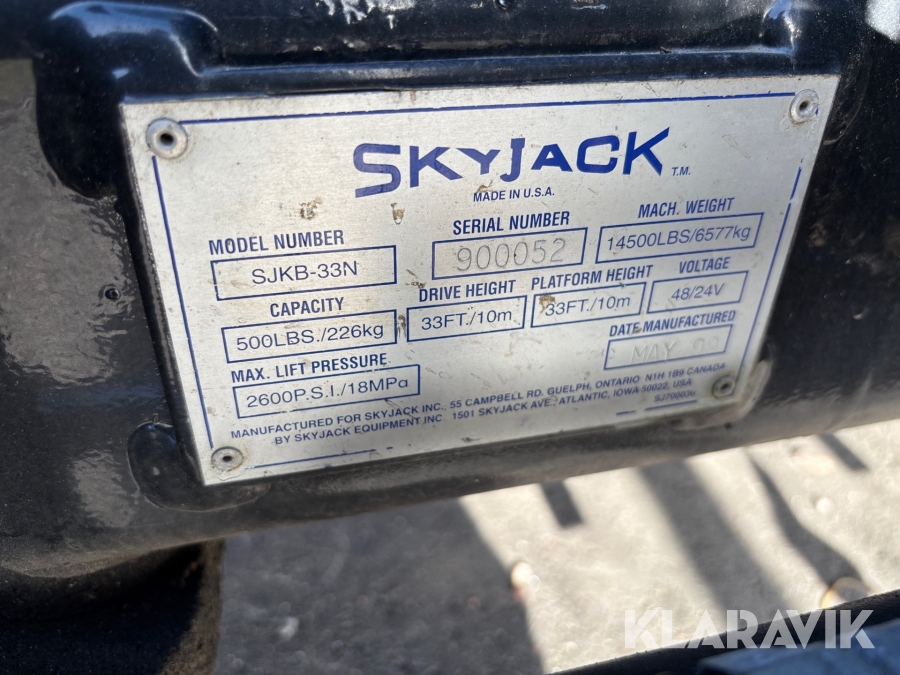 SKYJACK T.M.
MADE IN U.S.A.
MODEL NUMBER
SJKB-33N
SERIAL NUMBER
900052
MACH. WEIGHT
14500LBS/6577kg
CAPACITY
500LBS./226kg
DRIVE HEIGHT
33FT./10m
PLATFORM HEIGHT
33FT./10m
VOLTAGE
48/24V
MAX. LIFT PRESSURE
2600P.S.I./18MPa
DATE MANUFACTURED
MAY 99
MANUFACTURED FOR SKYJACK INC., 55 CAMPBELL RD. GUELPH, ONTARIO N1H 1B9 CANADA
BY SKYJACK EQUIPMENT INC 1501 SKYJACK AVE., ATLANTIC, IOWA 50022, USA
SJ700030
KLARAVIK